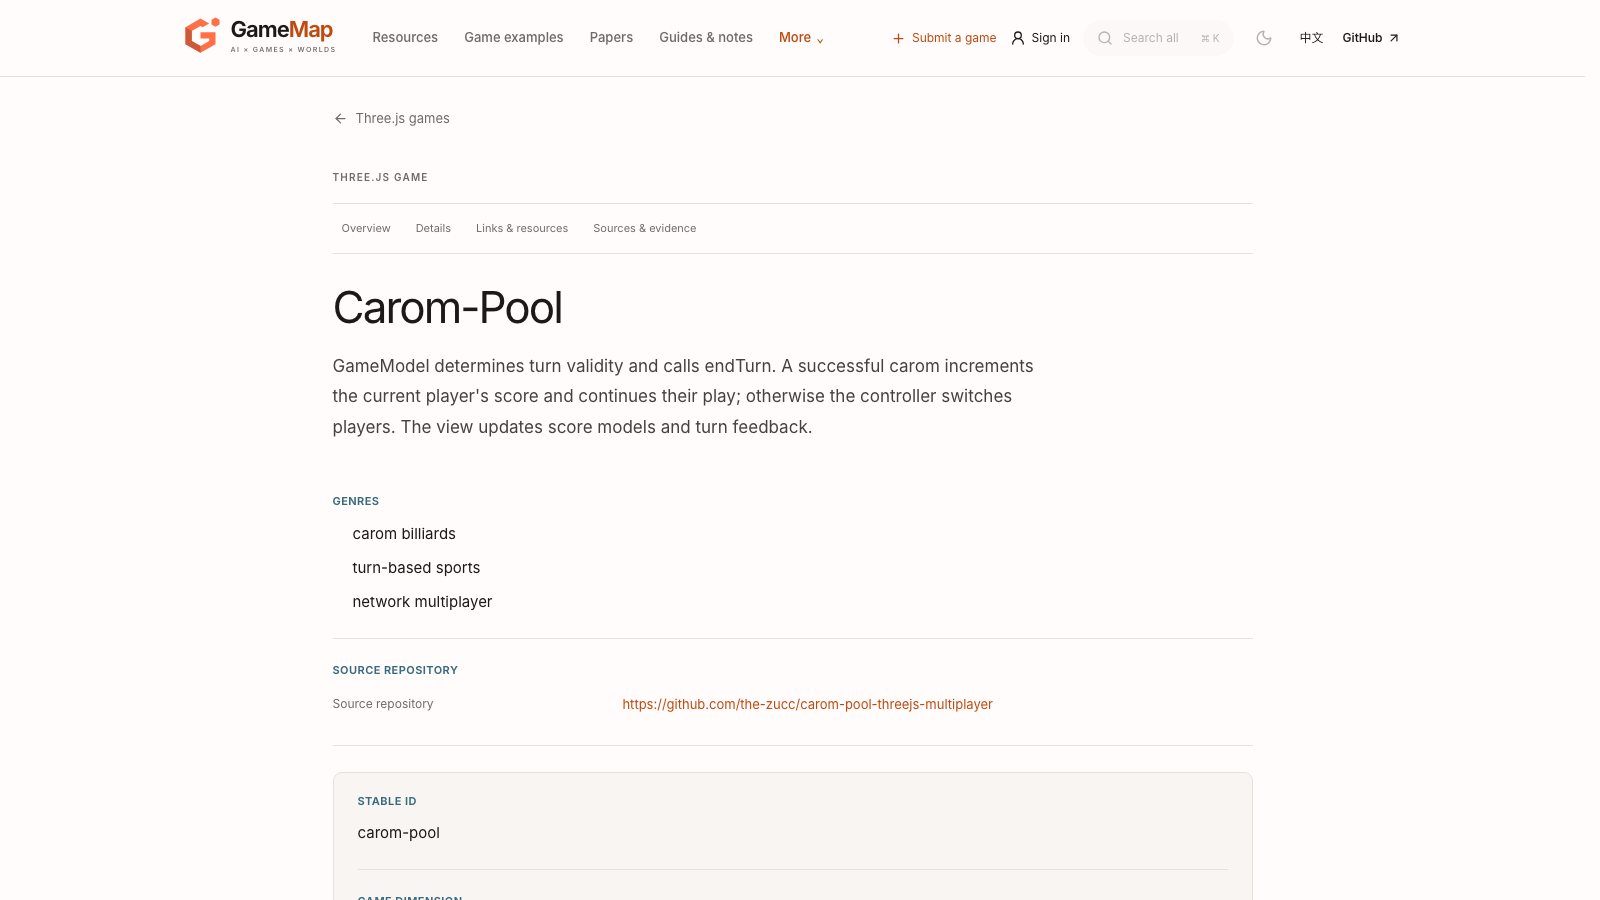 GameMap
AI × GAMES × WORLDS
Resources
Game examples
Papers
Guides & notes
More
Submit a game
Sign in
Search all
⌘ K
中文
GitHub
Three.js games
THREE.JS GAME
Overview
Details
Links & resources
Sources & evidence
Carom-Pool
GameModel determines turn validity and calls endTurn. A successful carom increments
the current player's score and continues their play; otherwise the controller switches
players. The view updates score models and turn feedback.
GENRES
carom billiards
turn-based sports
network multiplayer
SOURCE REPOSITORY
Source repository
https://github.com/the-zucc/carom-pool-threejs-multiplayer
STABLE ID
carom-pool
GAME DIMENSION